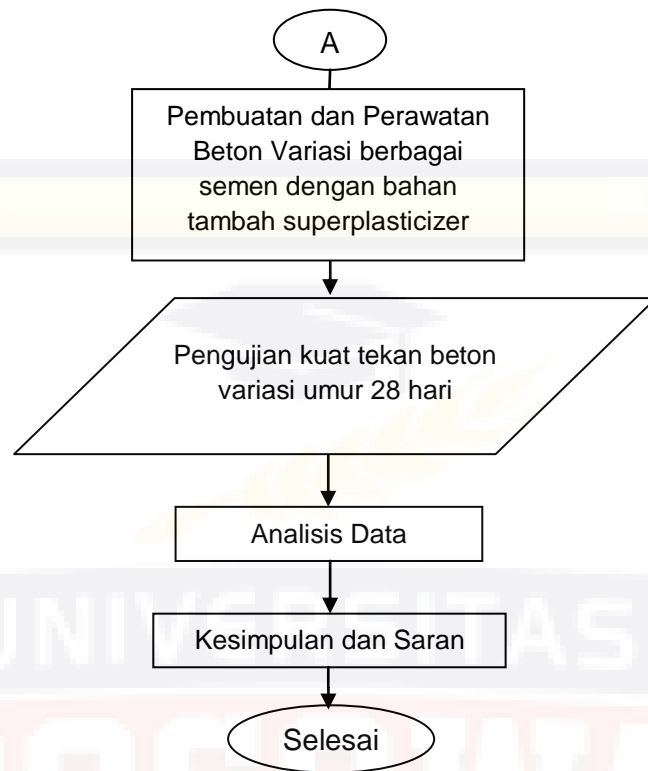 A
Pembuatan dan Perawatan
Beton Variasi berbagai
semen dengan bahan
tambah superplasticizer
Pengujian kuat tekan beton
variasi umur 28 hari
Analisis Data
UNIVERSITAS
Kesimpulan dan Saran
Selesai